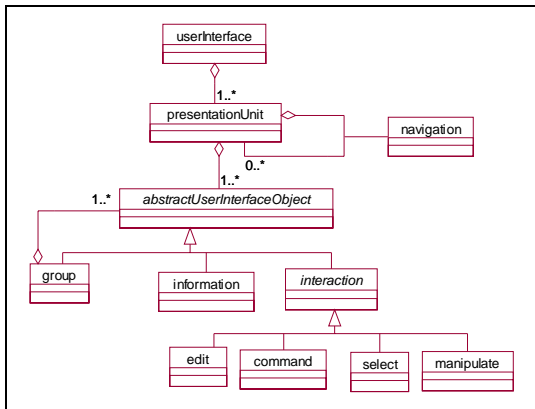 userInterface
1..*
presentationUnit
navigation
0..*
1..*
1..*
abstractUserInterfaceObject
group
information
interaction
edit
command
select
manipulate